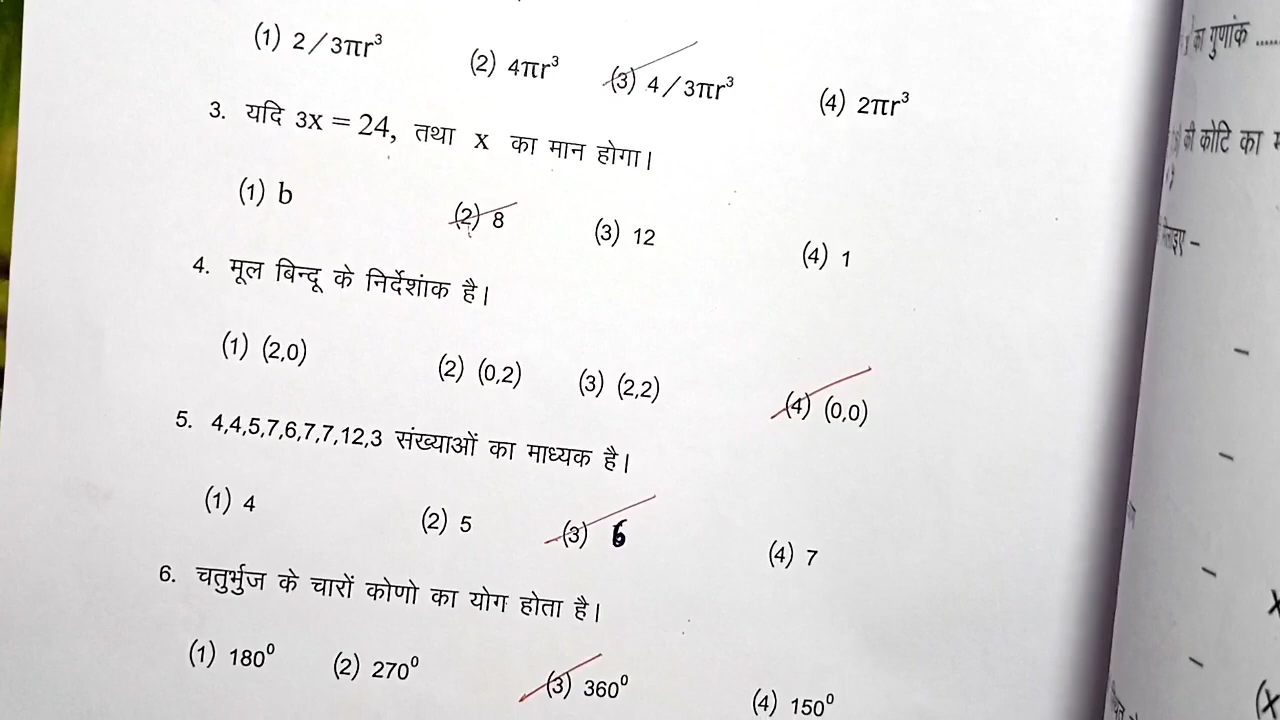 (1) 2/3πr³ (2) 4πr³ (3) 4/3πr³ (4) 2πr³
3. यदि 3x = 24, तथा x का मान होगा।
(1) b (2) 8 (3) 12 (4) 1
4. मूल बिन्दू के निर्देशांक है।
(1) (2,0) (2) (0,2) (3) (2,2) (4) (0,0)
5. 4,4,5,7,6,7,7,12,3 संख्याओं का माध्यक है।
(1) 4 (2) 5 (3) 6 (4) 7
6. चतुर्भुज के चारों कोणो का योग होता है।
(1) 180⁰ (2) 270⁰ (3) 360⁰ (4) 150⁰
का गुणांक ......
की कोटि का